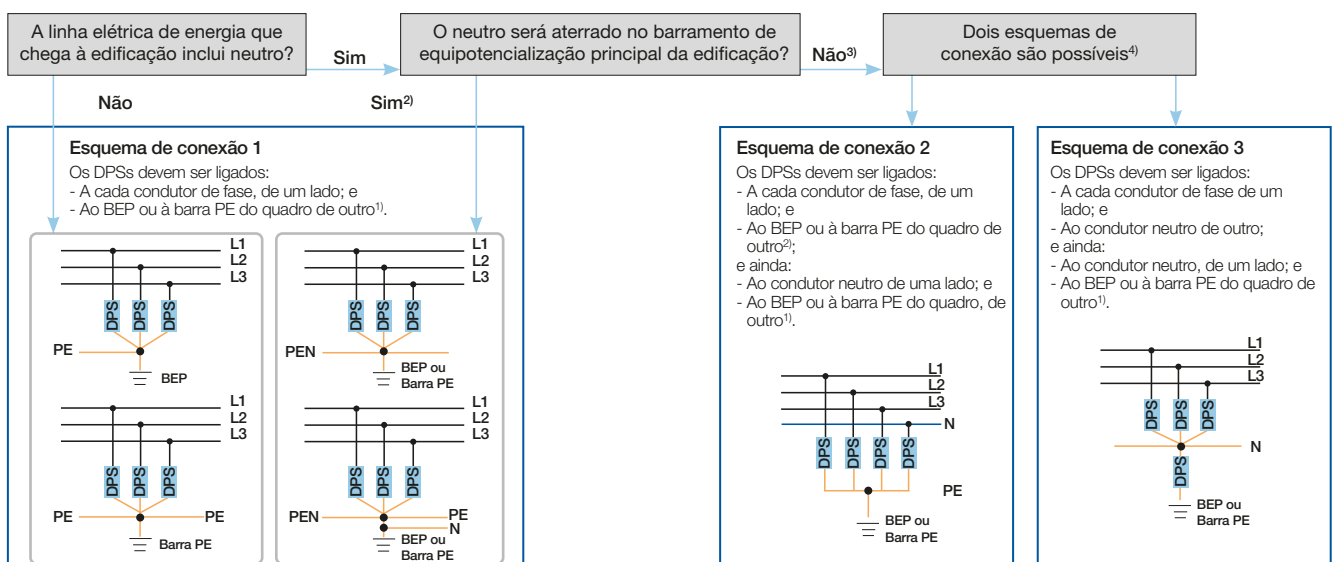 A linha elétrica de energia que
chega à edificação inclui neutro?
Sim
O neutro será aterrado no barramento de
equipotencialização principal da edificação?
Não3)
Dois esquemas de
conexão são possíveis4)
Não
Sim2)
Esquema de conexão 1
Os DPSs devem ser ligados:
- A cada condutor de fase, de um lado; e
- Ao BEP ou à barra PE do quadro de outro1).
L1
L2
L3
DPS DPS DPS
PE
BEP
L1
L2
L3
DPS DPS DPS
PE PE
Barra PE
L1
L2
L3
DPS DPS DPS
PEN
BEP ou
Barra PE
L1
L2
L3
DPS DPS DPS
PEN PE
N
BEP ou
Barra PE
Esquema de conexão 2
Os DPSs devem ser ligados:
- A cada condutor de fase, de um
lado; e
- Ao BEP ou à barra PE do quadro de
outro2);
e ainda:
- Ao condutor neutro de uma lado; e
- Ao BEP ou à barra PE do quadro, de
outro1).
L1
L2
L3
N
DPS DPS DPS DPS
PE
BEP ou
Barra PE
Esquema de conexão 3
Os DPSs devem ser ligados:
- A cada condutor de fase de um
lado; e
- Ao condutor neutro de outro;
e ainda:
- Ao condutor neutro, de um lado; e
- Ao BEP ou à barra PE do quadro de
outro1).
L1
L2
L3
DPS DPS DPS
N
DPS
BEP ou
Barra PE